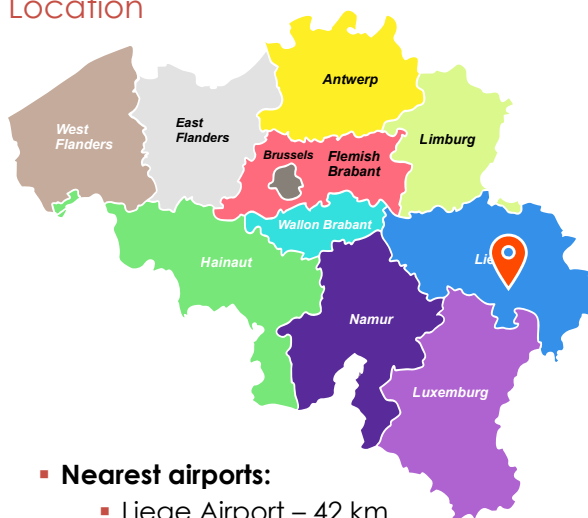 Location
Antwerp
West
Flanders
East
Flanders
Limburg
Brussels
Flemish
Brabant
Wallon Brabant
Hainaut
Namur
Luxemburg
▪ Nearest airports:
▪ Liege Airport – 42 km